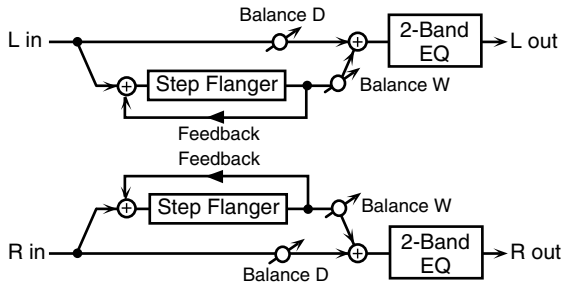 Balance D
L in
2-Band
EQ
L out
Step Flanger
Balance W
Feedback
Feedback
Step Flanger
Balance W
R in
2-Band
EQ
R out
Balance D